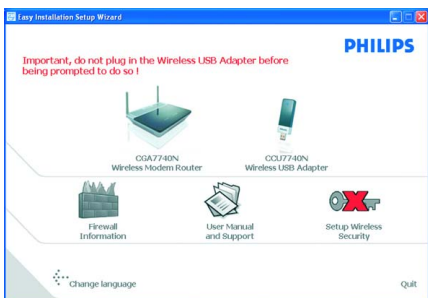 Easy Installation Setup Wizard
PHILIPS
Important, do not plug in the Wireless USB Adapter before
being prompted to do so !
CGA7740N
Wireless Modem Router
CCU7740N
Wireless USB Adapter
Firewall
Information
User Manual
and Support
Setup Wireless
Security
Change language
Quit